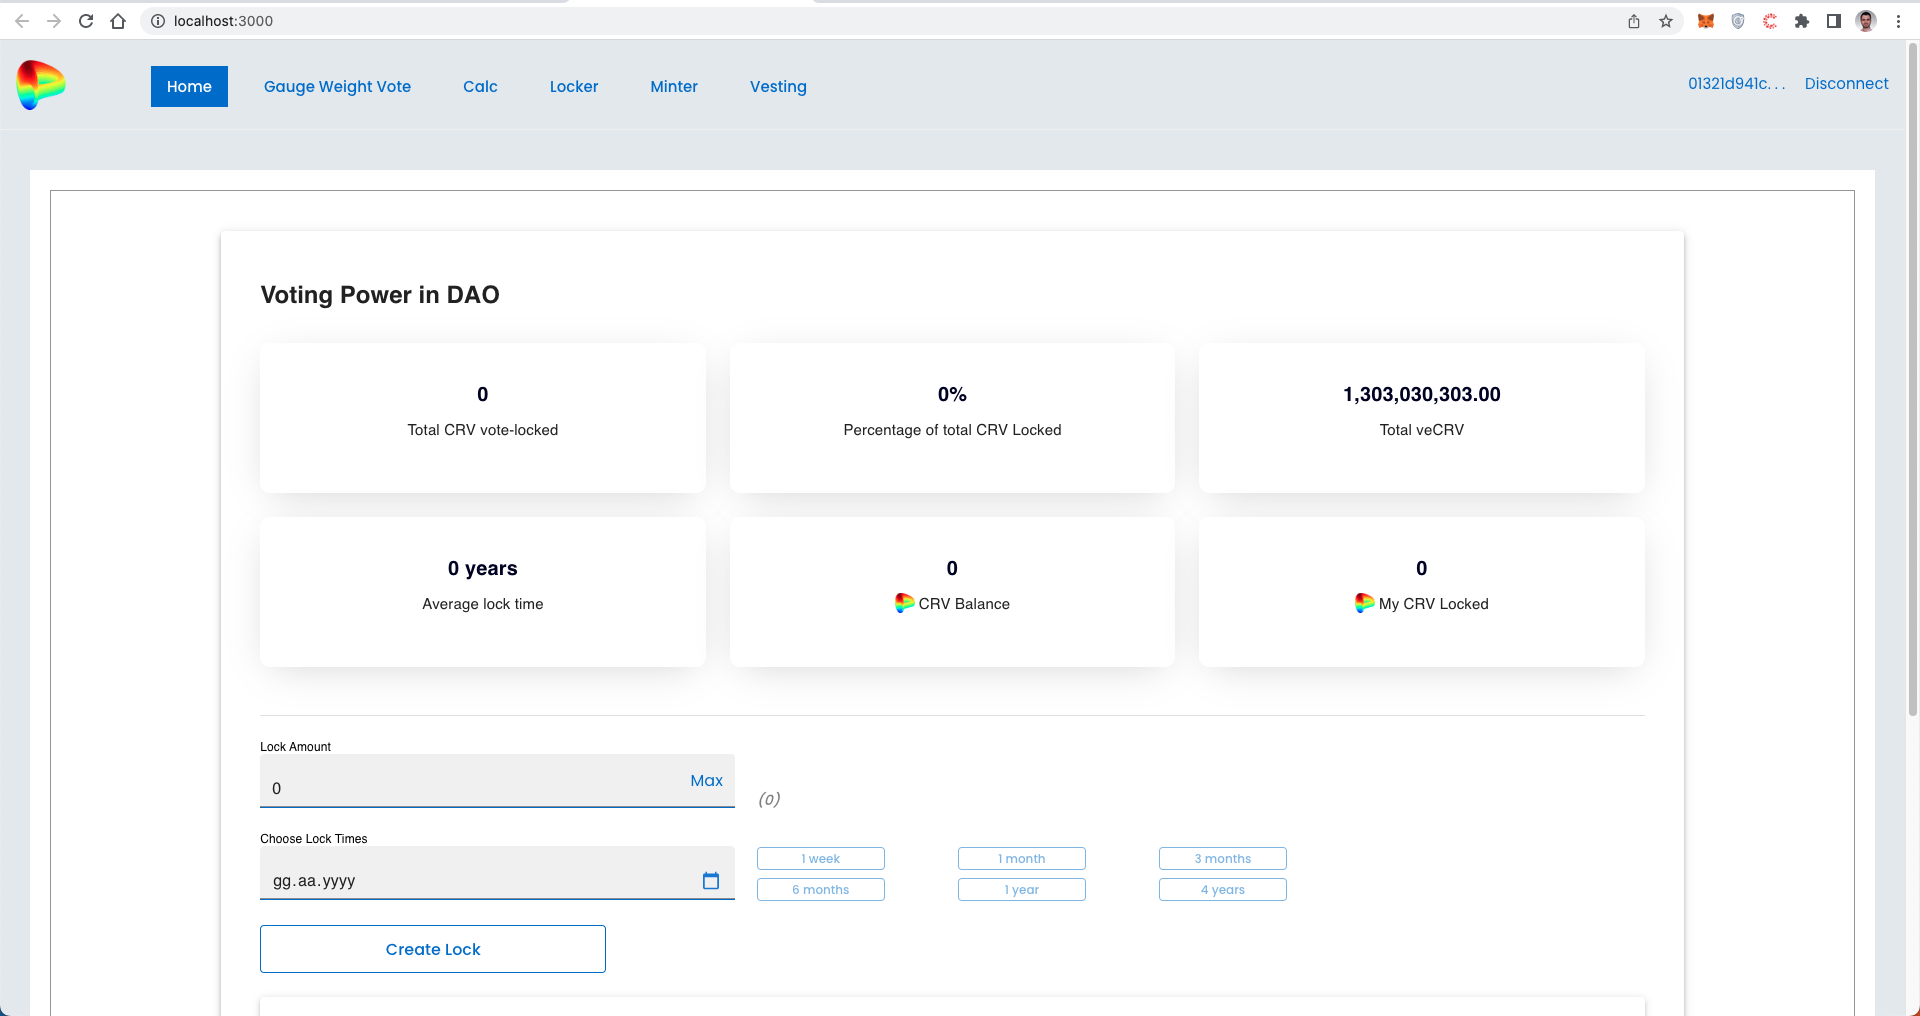 localhost:3000
Home Gauge Weight Vote Calc Locker Minter Vesting 01321d941c... Disconnect
Voting Power in DAO
0 0% 1,303,030,303.00
Total CRV vote-locked Percentage of total CRV Locked Total veCRV
0 years 0 0
Average lock time CRV Balance My CRV Locked
Lock Amount
0 Max (0)
Choose Lock Times
gg.aa.yyyy
1 week 1 month 3 months
6 months 1 year 4 years
Create Lock